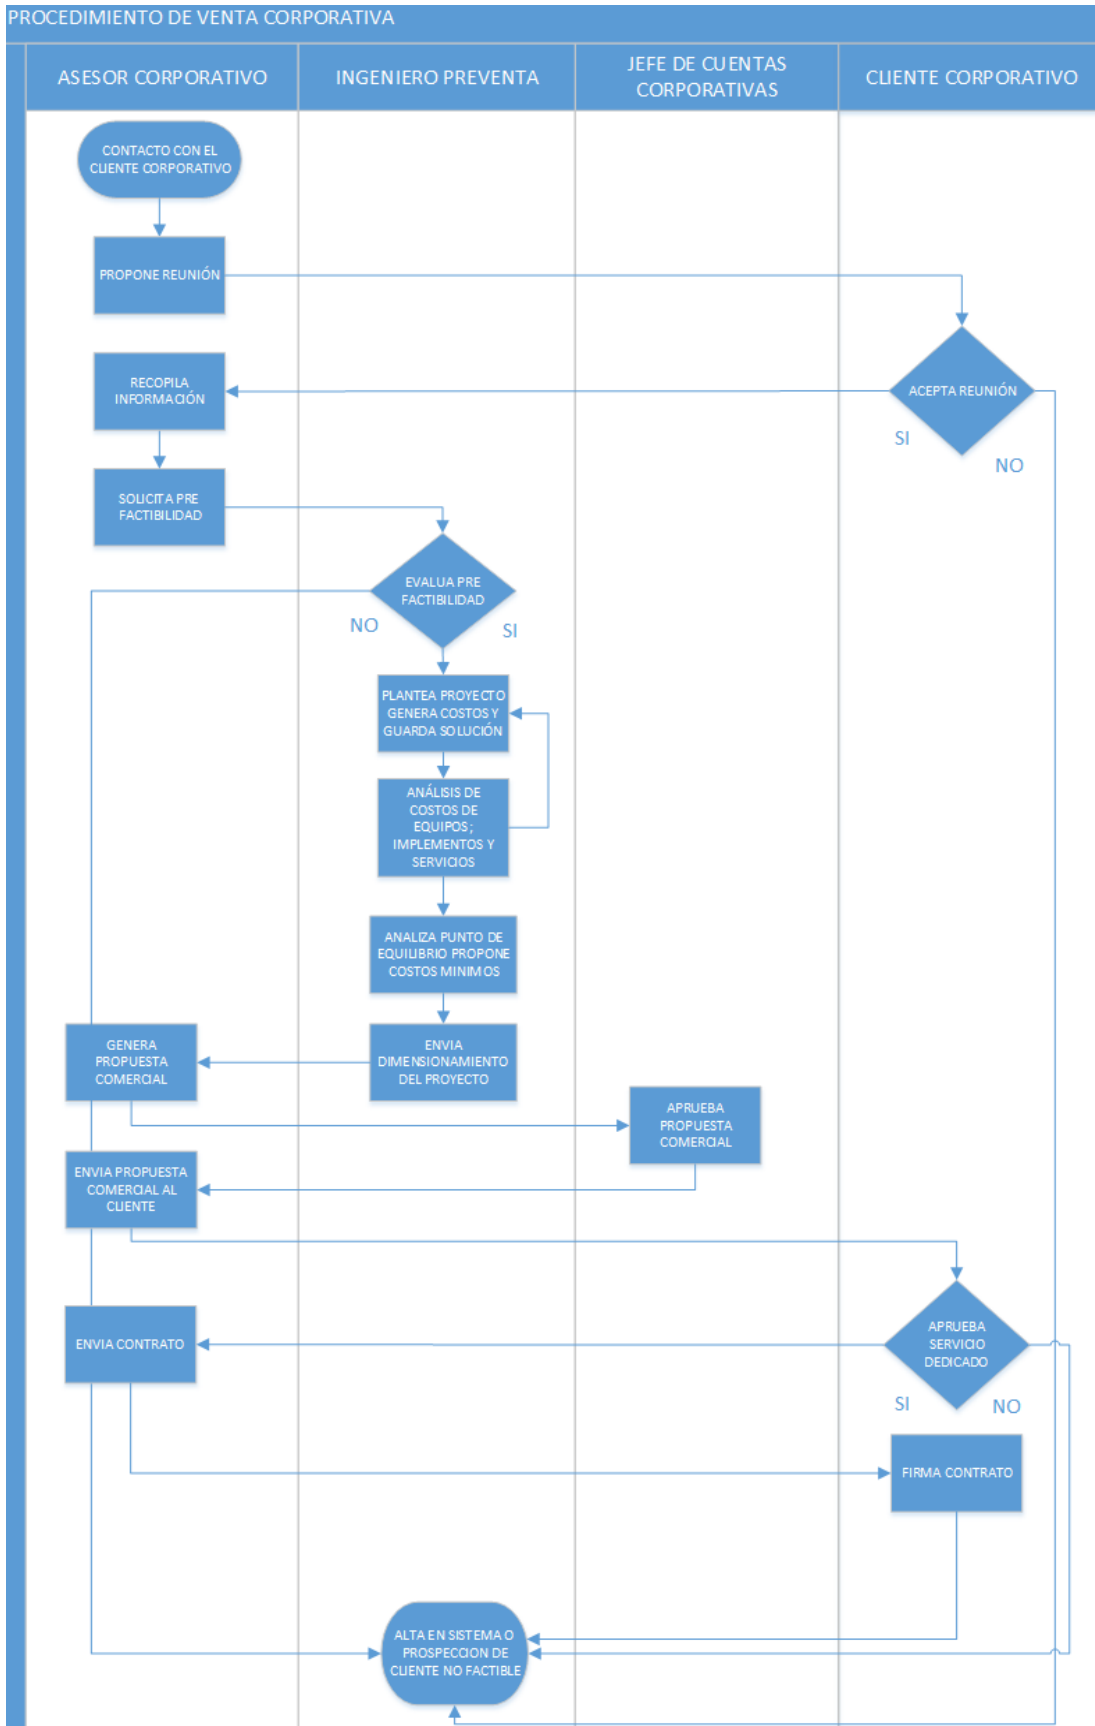 PROCEDIMIENTO DE VENTA CORPORATIVA
ASESOR CORPORATIVO
INGENIERO PREVENTA
JEFE DE CUENTAS
CORPORATIVAS
CLIENTE CORPORATIVO
CONTACTO CON EL
CLIENTE CORPORATIVO
PROPONE REUNIÓN
RECOPILA
INFORMACIÓN
ACEPTA REUNIÓN
SI
NO
SOLICITA PRE
FACTIBILIDAD
EVALUA PRE
FACTIBILIDAD
NO
SI
PLANTEA PROYECTO
GENERA COSTOS Y
GUARDA SOLUCIÓN
ANÁLISIS DE
COSTOS DE
EQUIPOS;
IMPLEMENTOS Y
SERVICIOS
ANALIZA PUNTO DE
EQUILIBRIO PROPONE
COSTOS MINIMOS
GENERA
PROPUESTA
COMERCIAL
ENVIA
DIMENSIONAMIENTO
DEL PROYECTO
APRUEBA
PROPUESTA
COMERCIAL
ENVIA PROPUESTA
COMERCIAL AL
CLIENTE
ENVIA CONTRATO
APRUEBA
SERVICIO
DEDICADO
SI
NO
FIRMA CONTRATO
ALTA EN SISTEMA O
PROSPECCION DE
CLIENTE NO FACTIBLE